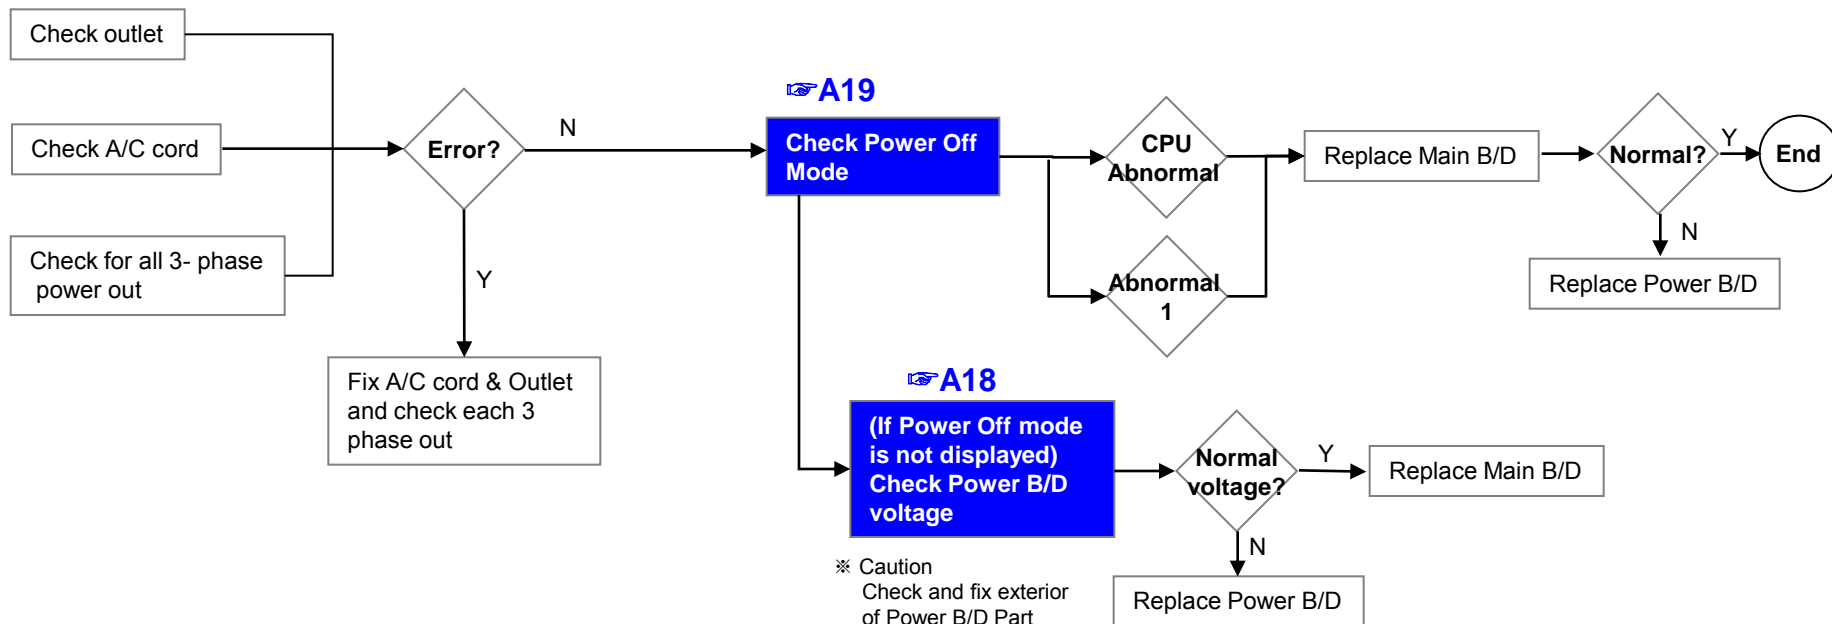 Check outlet
Check A/C cord
Check for all 3- phase
power out
Error?
N
Y
Fix A/C cord & Outlet
and check each 3
phase out
☞A19
Check Power Off
Mode
CPU
Abnormal
Abnormal
1
Replace Main B/D
Normal?
Y
End
N
Replace Power B/D
☞A18
(If Power Off mode
is not displayed)
Check Power B/D
voltage
※ Caution
Check and fix exterior
of Power B/D Part
Normal
voltage?
Y
Replace Main B/D
N
Replace Power B/D